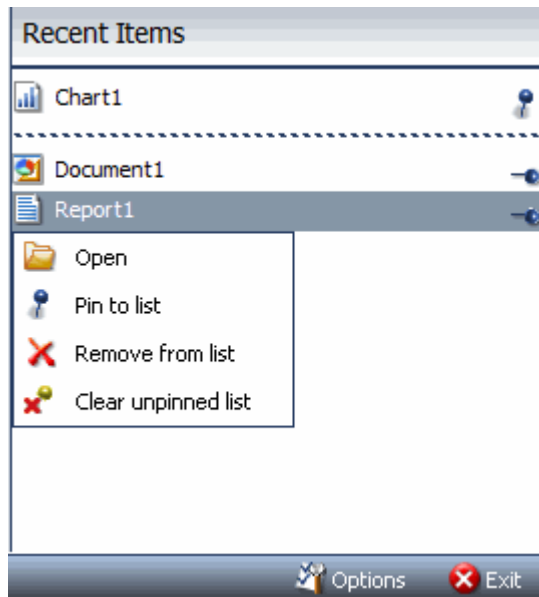 Recent Items
Chart1
Document1
Report1
Open
Pin to list
Remove from list
Clear unpinned list
Options Exit